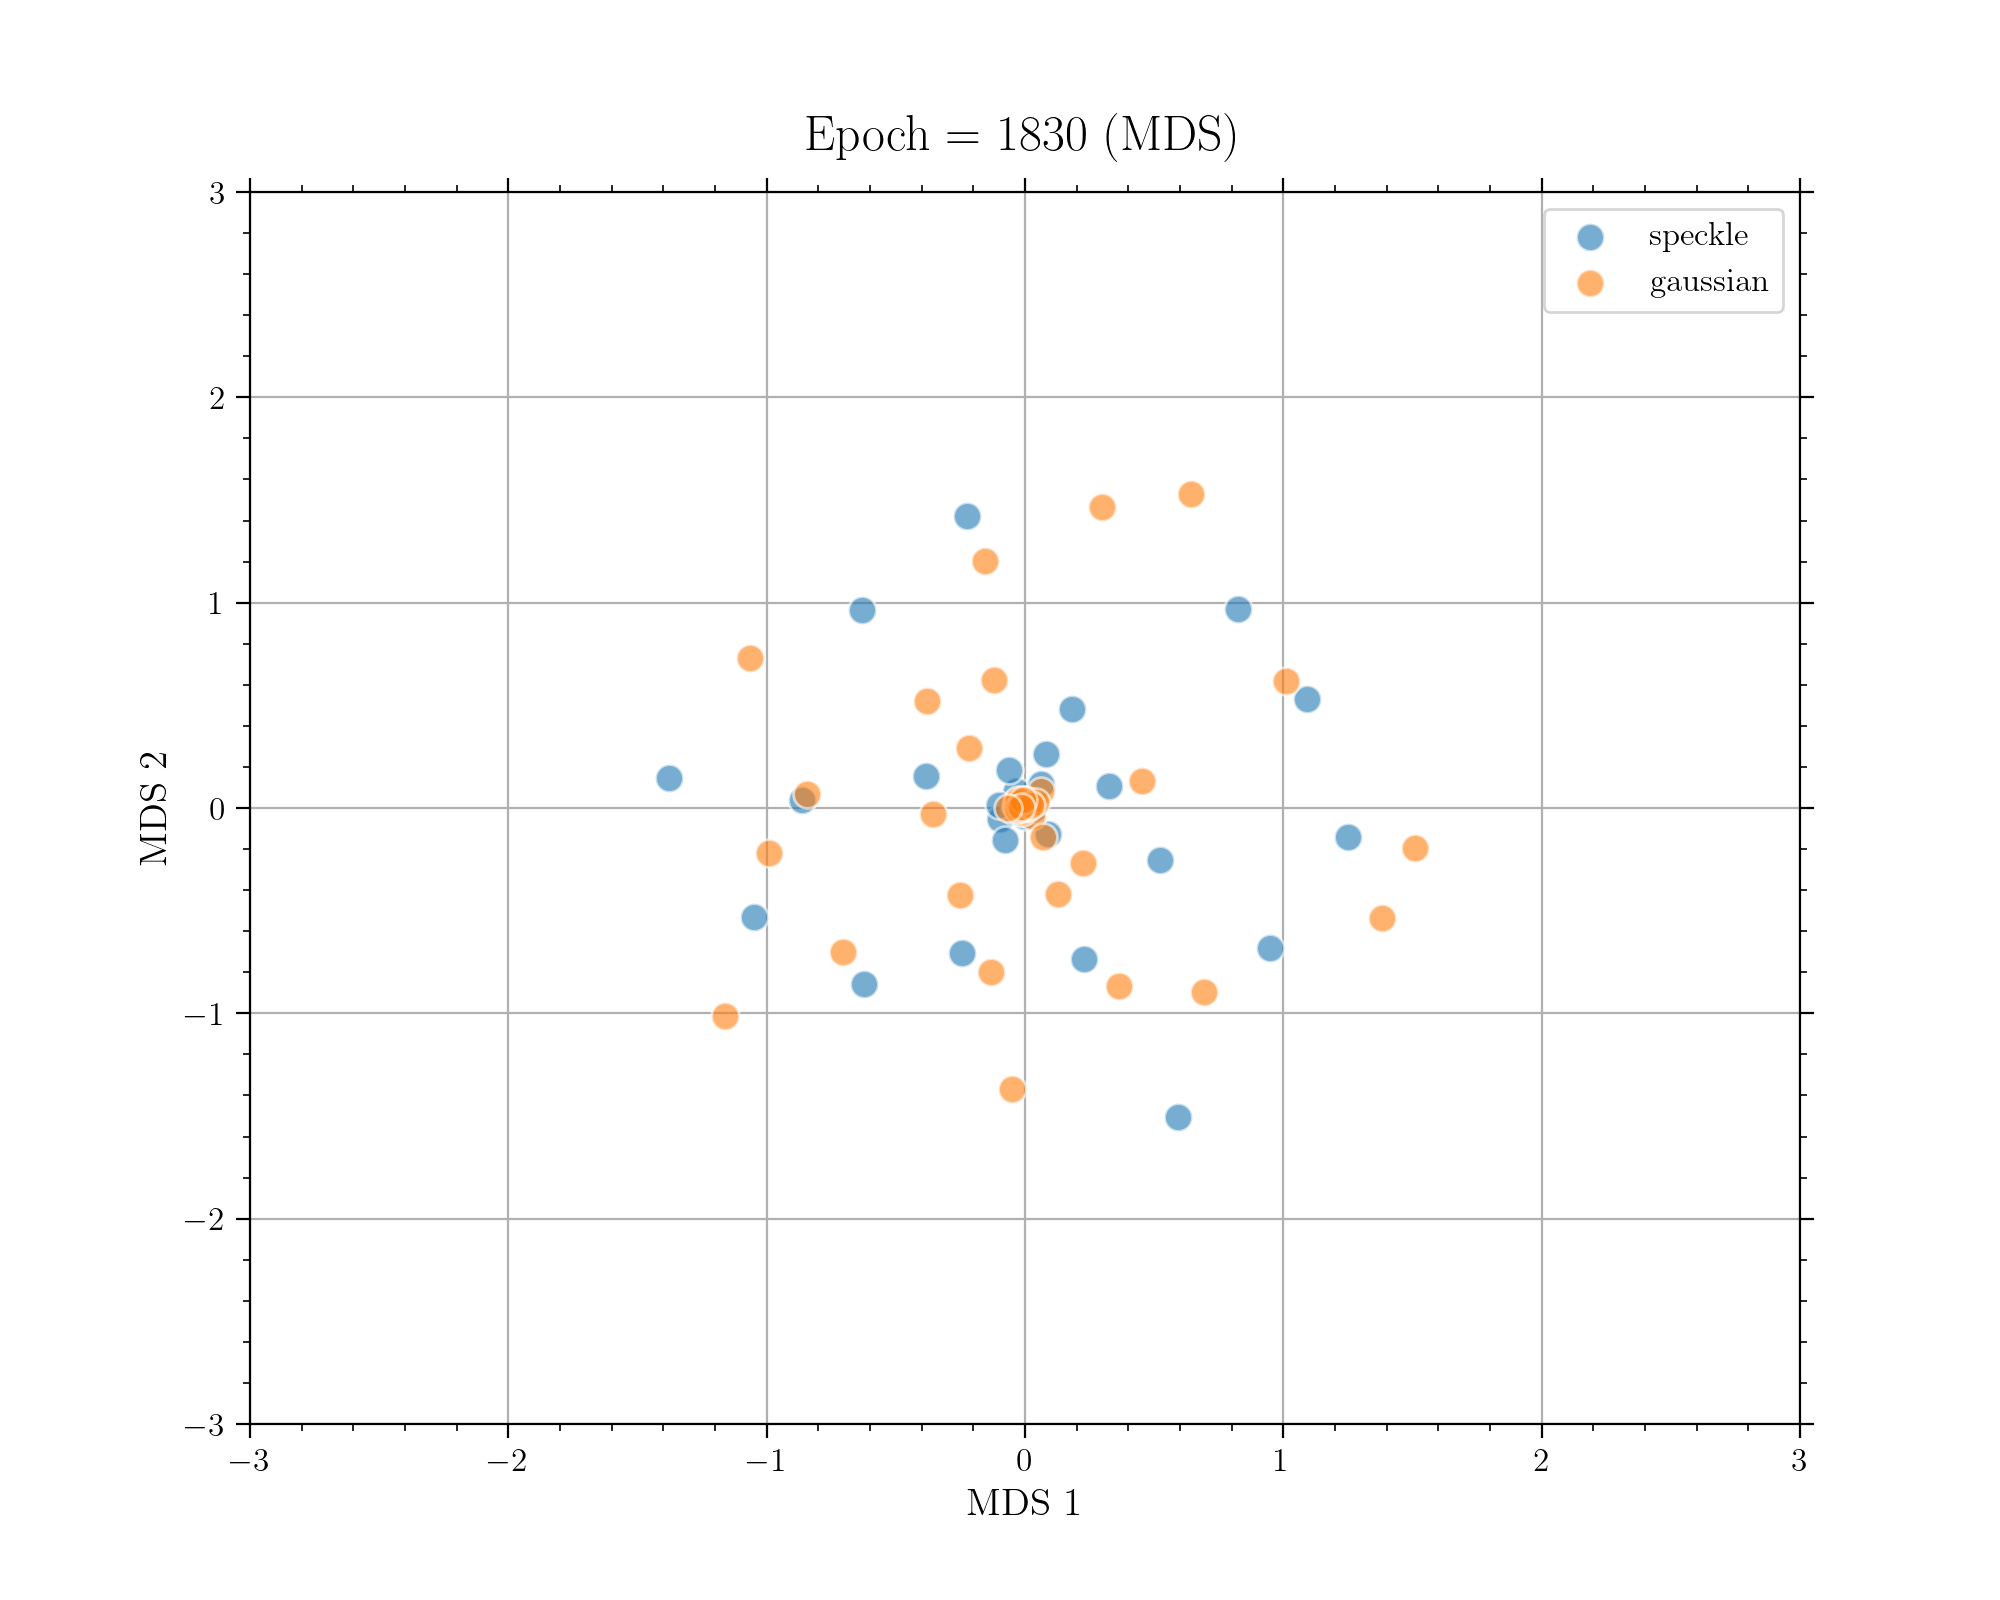 Epoch = 1830 (MDS)
speckle
gaussian
3
2
1
0
−1
−2
−3
MDS 2
−3 −2 −1 0 1 2 3
MDS 1